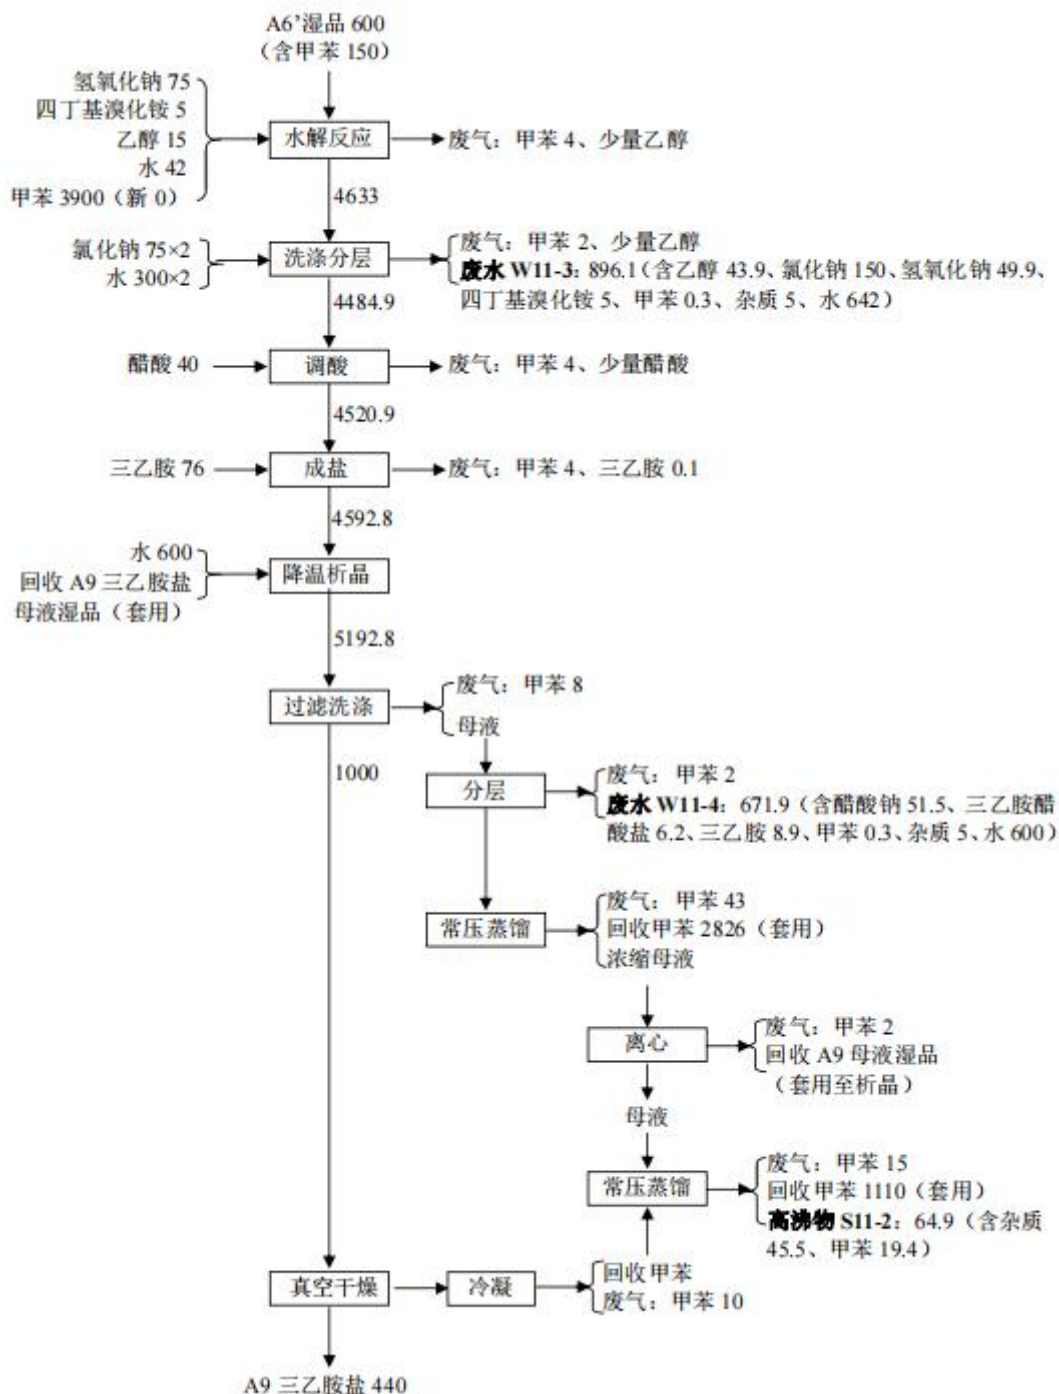 A6’湿品 600
（含甲苯 150）
氢氧化钠 75
四丁基溴化铵 5
乙醇 15
水 42
甲苯 3900（新 0）
水解反应
废气：甲苯 4、少量乙醇
4633
氯化钠 75×2
水 300×2
洗涤分层
废气：甲苯 2、少量乙醇
废水 W11-3：896.1（含乙醇 43.9、氯化钠 150、氢氧化钠 49.9、
四丁基溴化铵 5、甲苯 0.3、杂质 5、水 642）
4484.9
醋酸 40
调酸
废气：甲苯 4、少量醋酸
4520.9
三乙胺 76
成盐
废气：甲苯 4、三乙胺 0.1
4592.8
水 600
回收 A9 三乙胺盐
母液湿品（套用）
降温析晶
5192.8
过滤洗涤
废气：甲苯 8
母液
1000
分层
废气：甲苯 2
废水 W11-4：671.9（含醋酸钠 51.5、三乙胺醋
酸盐 6.2、三乙胺 8.9、甲苯 0.3、杂质 5、水 600）
常压蒸馏
废气：甲苯 43
回收甲苯 2826（套用）
浓缩母液
离心
废气：甲苯 2
回收 A9 母液湿品
（套用至析晶）
母液
常压蒸馏
废气：甲苯 15
回收甲苯 1110（套用）
高沸物 S11-2：64.9（含杂质
45.5、甲苯 19.4）
真空干燥
冷凝
回收甲苯
废气：甲苯 10
A9 三乙胺盐 440